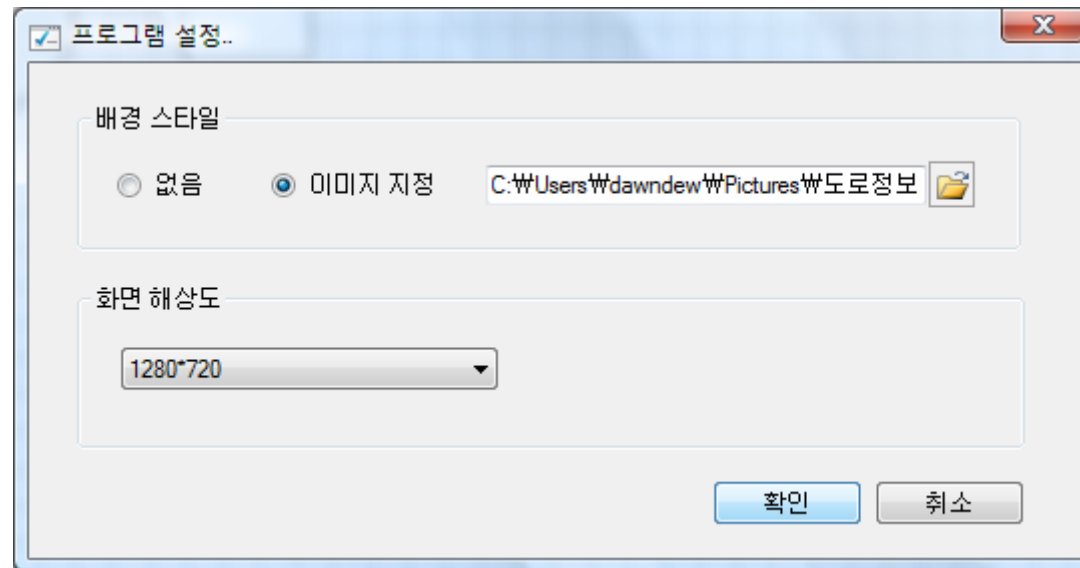 프로그램 설정..
배경 스타일
없음 이미지 지정 C:₩Users₩dawndew₩Pictures₩도로정보
화면 해상도
1280*720
확인 취소